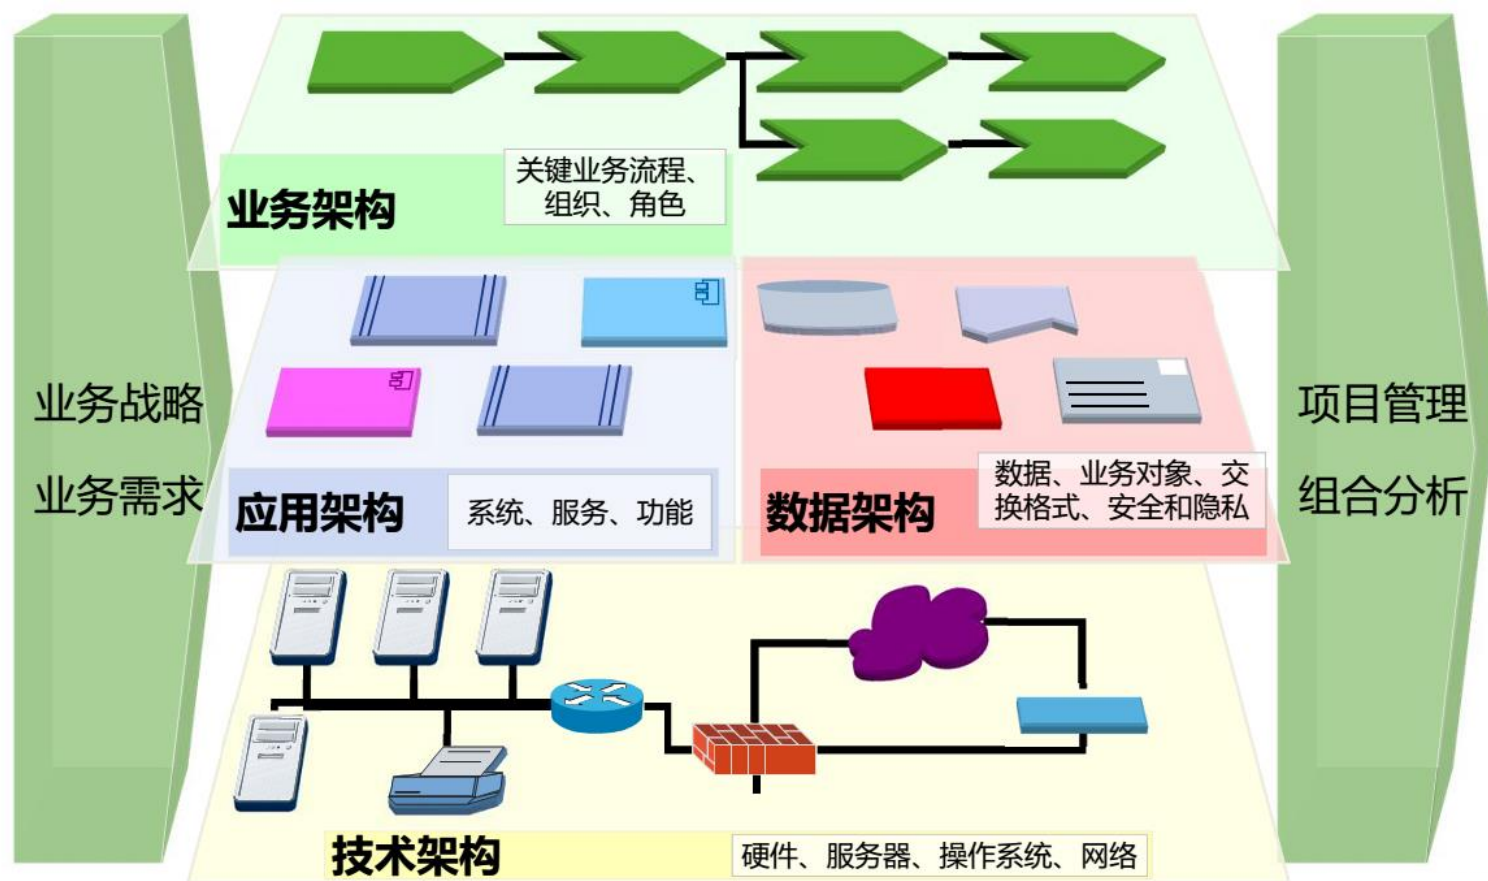 关键业务流程、
组织、角色
业务架构
业务战略
业务需求
应用架构
系统、服务、功能
数据、业务对象、交
换格式、安全和隐私
数据架构
项目管理
组合分析
技术架构
硬件、服务器、操作系统、网络